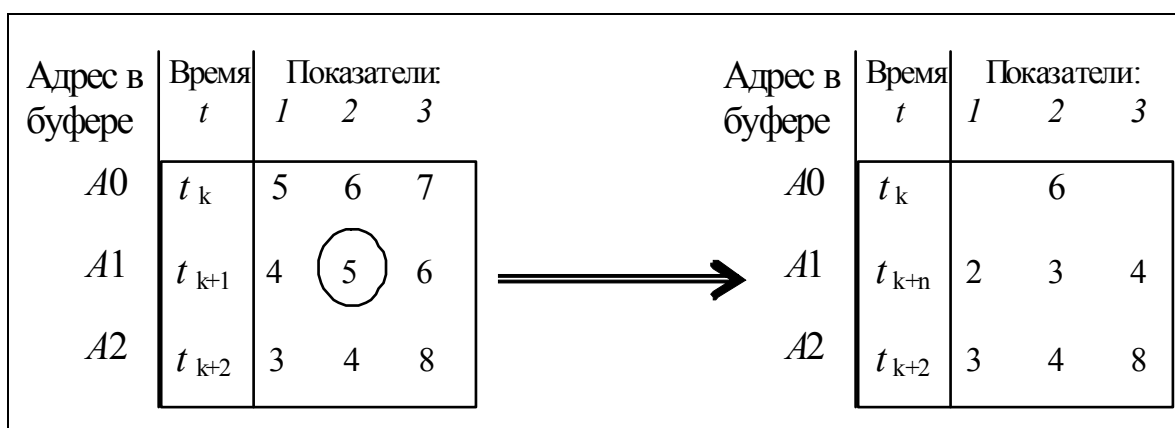 Адрес в буфере Время t Показатели: 1 2 3
A0 t k 5 6 7
A1 t k+1 4 5 6
A2 t k+2 3 4 8
Адрес в буфере Время t Показатели: 1 2 3
A0 t k 6
A1 t k+n 2 3 4
A2 t k+2 3 4 8